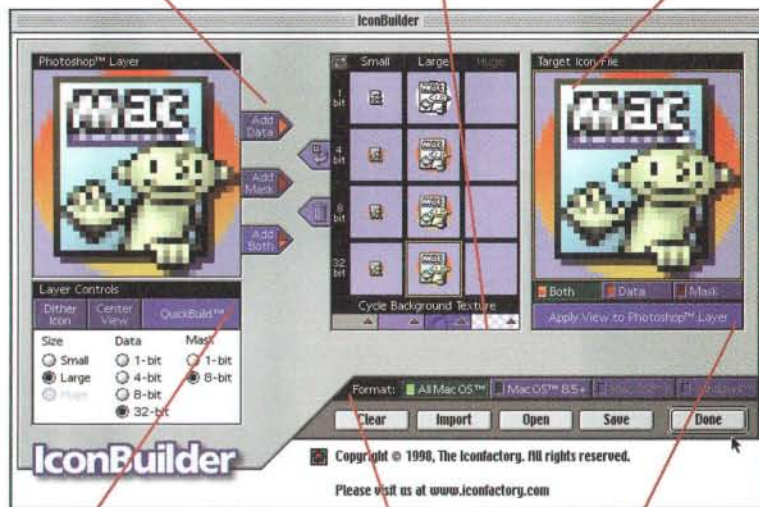 IconBuilder
Photoshop™ Layer
mac
Add Data
Add Mask
Add Both
Layer Controls
Dither Icon
Center View
QuickBuild™
Size
Data
Mask
Small
1-bit
1-bit
Large
4-bit
8-bit
Huge
8-bit
32-bit
Small
Large
Huge
1 bit
4 bit
8 bit
32 bit
Cycle Background Texture
Target Icon File
mac
Both
Data
Mask
Apply View to Photoshop™ Layer
Format:
All Mac OS™
Mac OS™ 8.5+
Clear
Import
Open
Save
Done
IconBuilder
Copyright © 1998, The Iconfactory. All rights reserved.
Please visit us at www.iconfactory.com